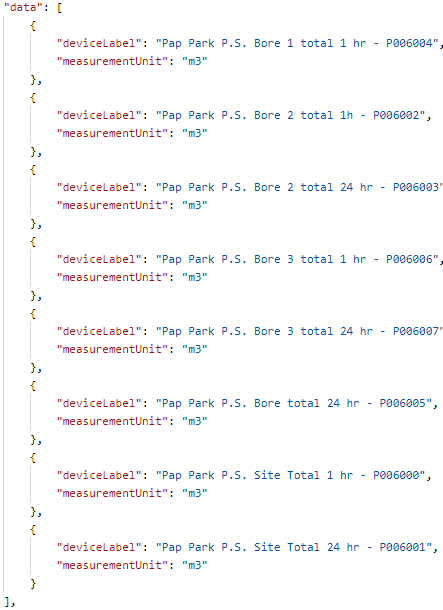 "data": [
{
"deviceLabel": "Pap Park P.S. Bore 1 total 1 hr - P006004",
"measurementUnit": "m3"
},
{
"deviceLabel": "Pap Park P.S. Bore 2 total 1h - P006002",
"measurementUnit": "m3"
},
{
"deviceLabel": "Pap Park P.S. Bore 2 total 24 hr - P006003"
"measurementUnit": "m3"
},
{
"deviceLabel": "Pap Park P.S. Bore 3 total 1 hr - P006006",
"measurementUnit": "m3"
},
{
"deviceLabel": "Pap Park P.S. Bore 3 total 24 hr - P006007"
"measurementUnit": "m3"
},
{
"deviceLabel": "Pap Park P.S. Bore total 24 hr - P006005",
"measurementUnit": "m3"
},
{
"deviceLabel": "Pap Park P.S. Site Total 1 hr - P006000",
"measurementUnit": "m3"
},
{
"deviceLabel": "Pap Park P.S. Site Total 24 hr - P006001",
"measurementUnit": "m3"
}
],